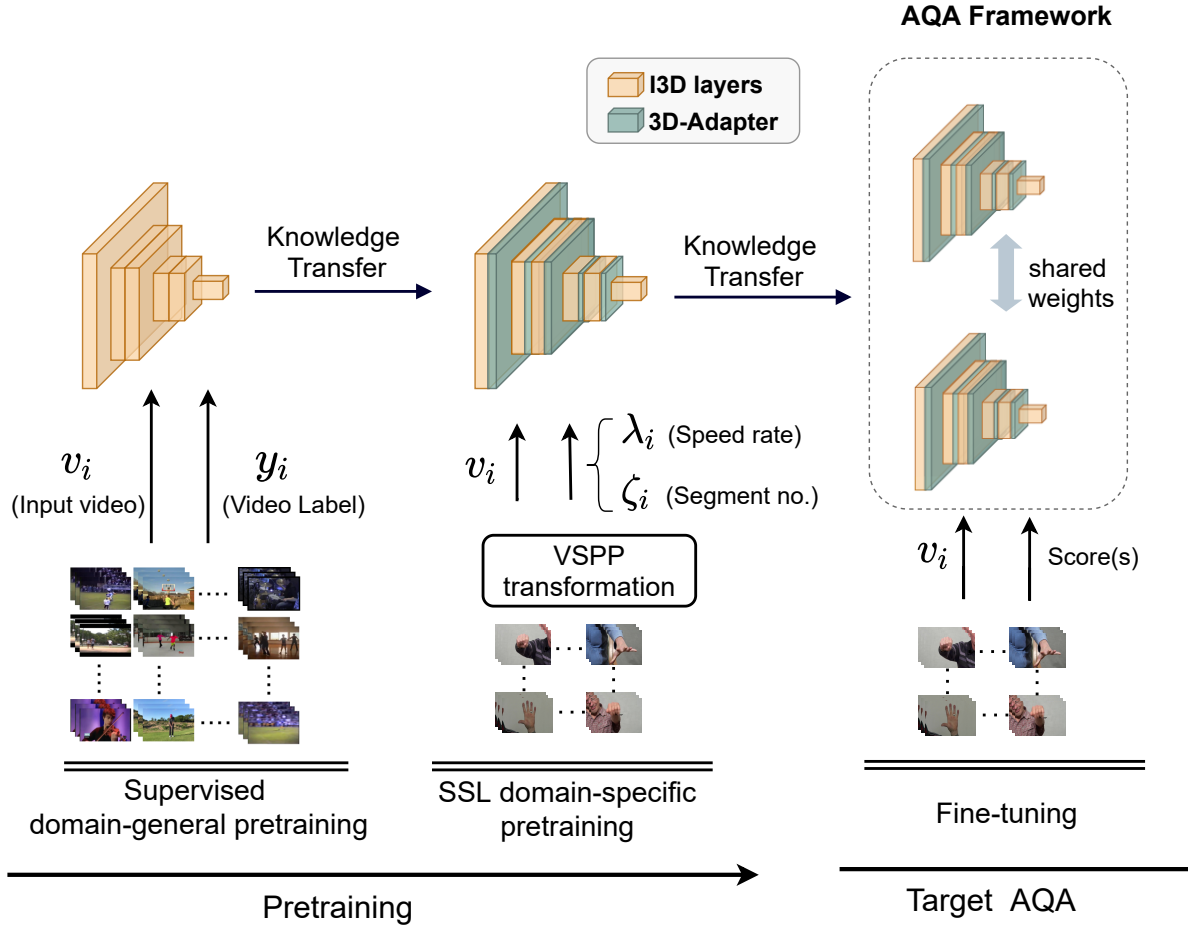 AQA Framework
I3D layers
3D-Adapter
Knowledge
Transfer
Knowledge
Transfer
shared
weights
v_i
(Input video)
y_i
(Video Label)
v_i
λ_i (Speed rate)
ζ_i (Segment no.)
v_i
Score(s)
VSPP
transformation
Supervised
domain-general pretraining
SSL domain-specific
pretraining
Fine-tuning
Pretraining
Target AQA